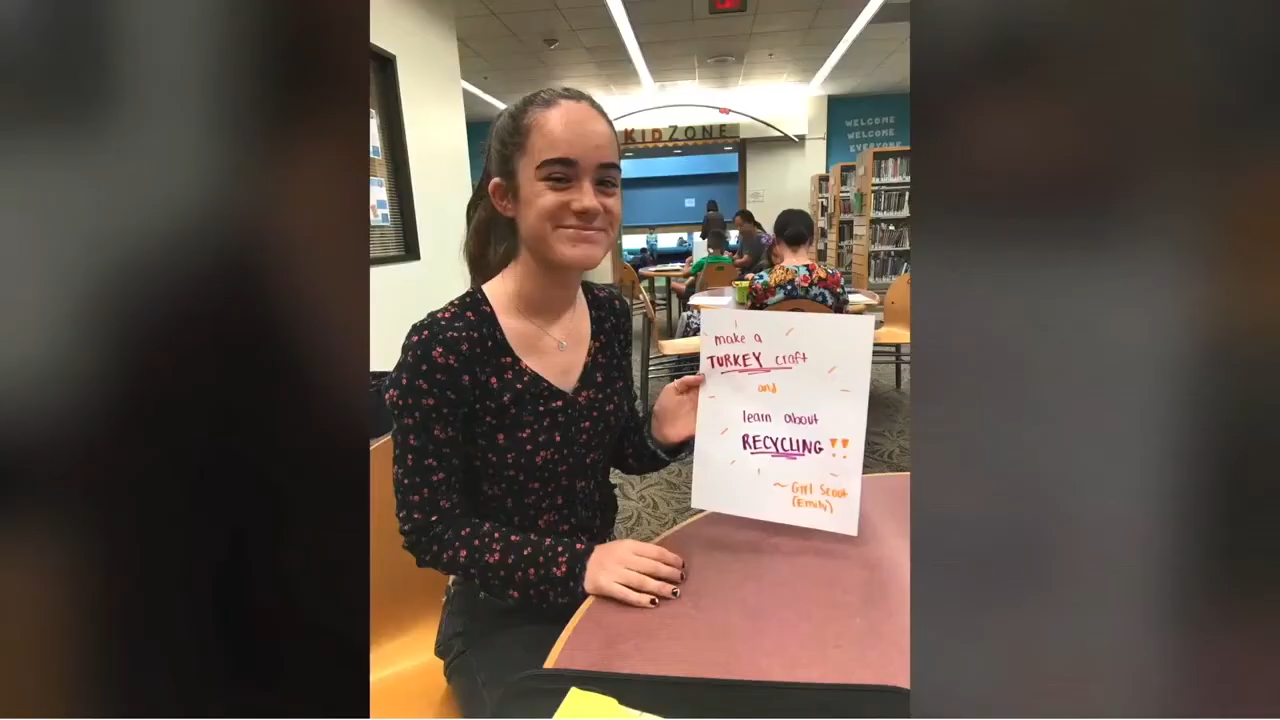 KIDZONE
WELCOME
WELCOME
EVERYONE
make a
TURKEY craft
and
learn about
RECYCLING !!
~ Girl Scout
(Emily)